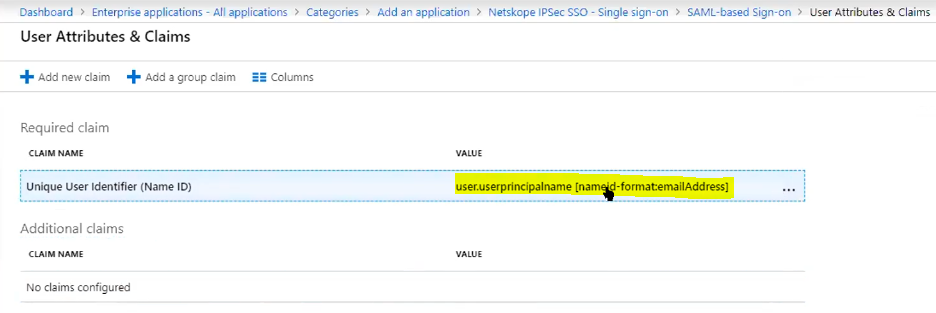 Dashboard > Enterprise applications - All applications > Categories > Add an application > Netskope IPSec SSO - Single sign-on > SAML-based Sign-on > User Attributes & Claims
User Attributes & Claims
Add new claim Add a group claim Columns
Required claim
CLAIM NAME VALUE
Unique User Identifier (Name ID) user.userprincipalname [nameid-format:emailAddress] ...
Additional claims
CLAIM NAME VALUE
No claims configured